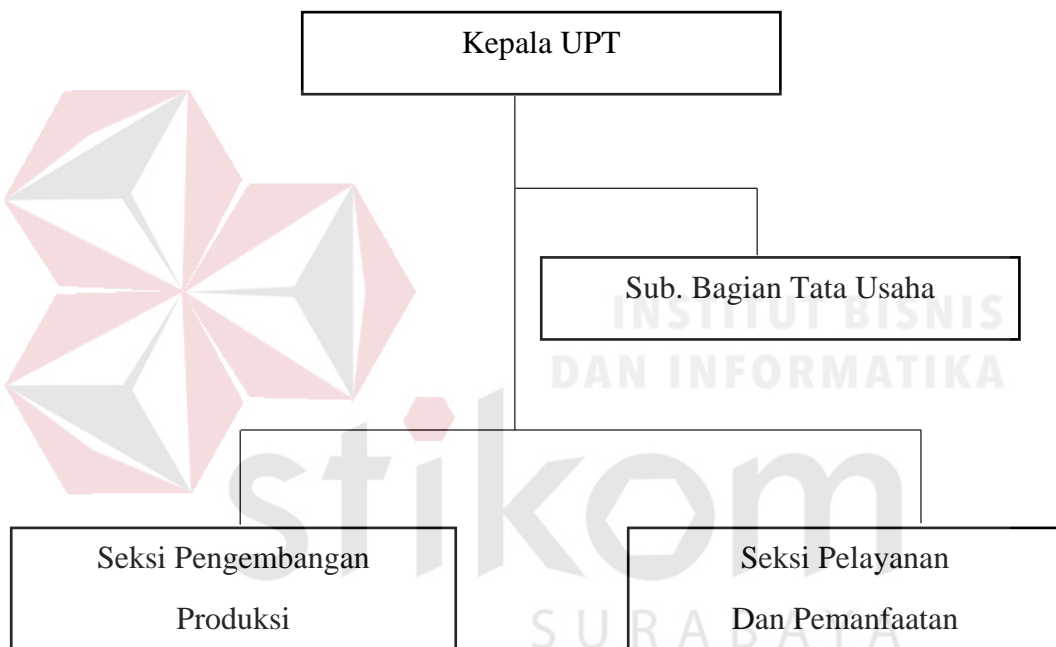 Kepala UPT
Sub. Bagian Tata Usaha
INSTITUT BISNIS
DAN INFORMATIKA
stikom
SURABAYA
Seksi Pengembangan
Produksi
Seksi Pelayanan
Dan Pemanfaatan